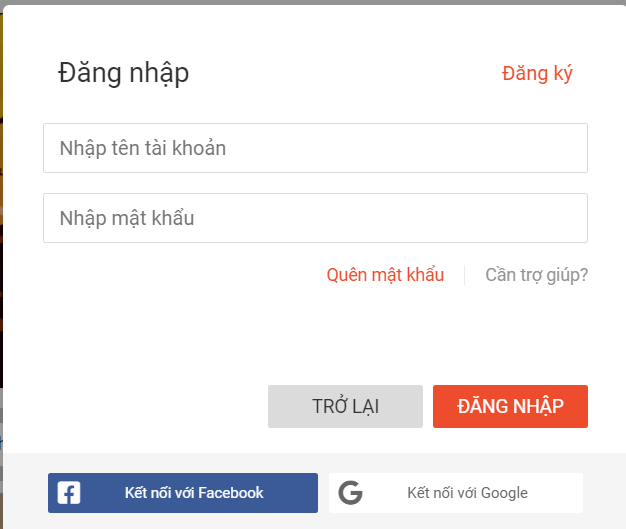 Đăng nhập
Đăng ký
Nhập tên tài khoản
Nhập mật khẩu
Quên mật khẩu
Cần trợ giúp?
TRỞ LẠI
ĐĂNG NHẬP
Kết nối với Facebook
Kết nối với Google